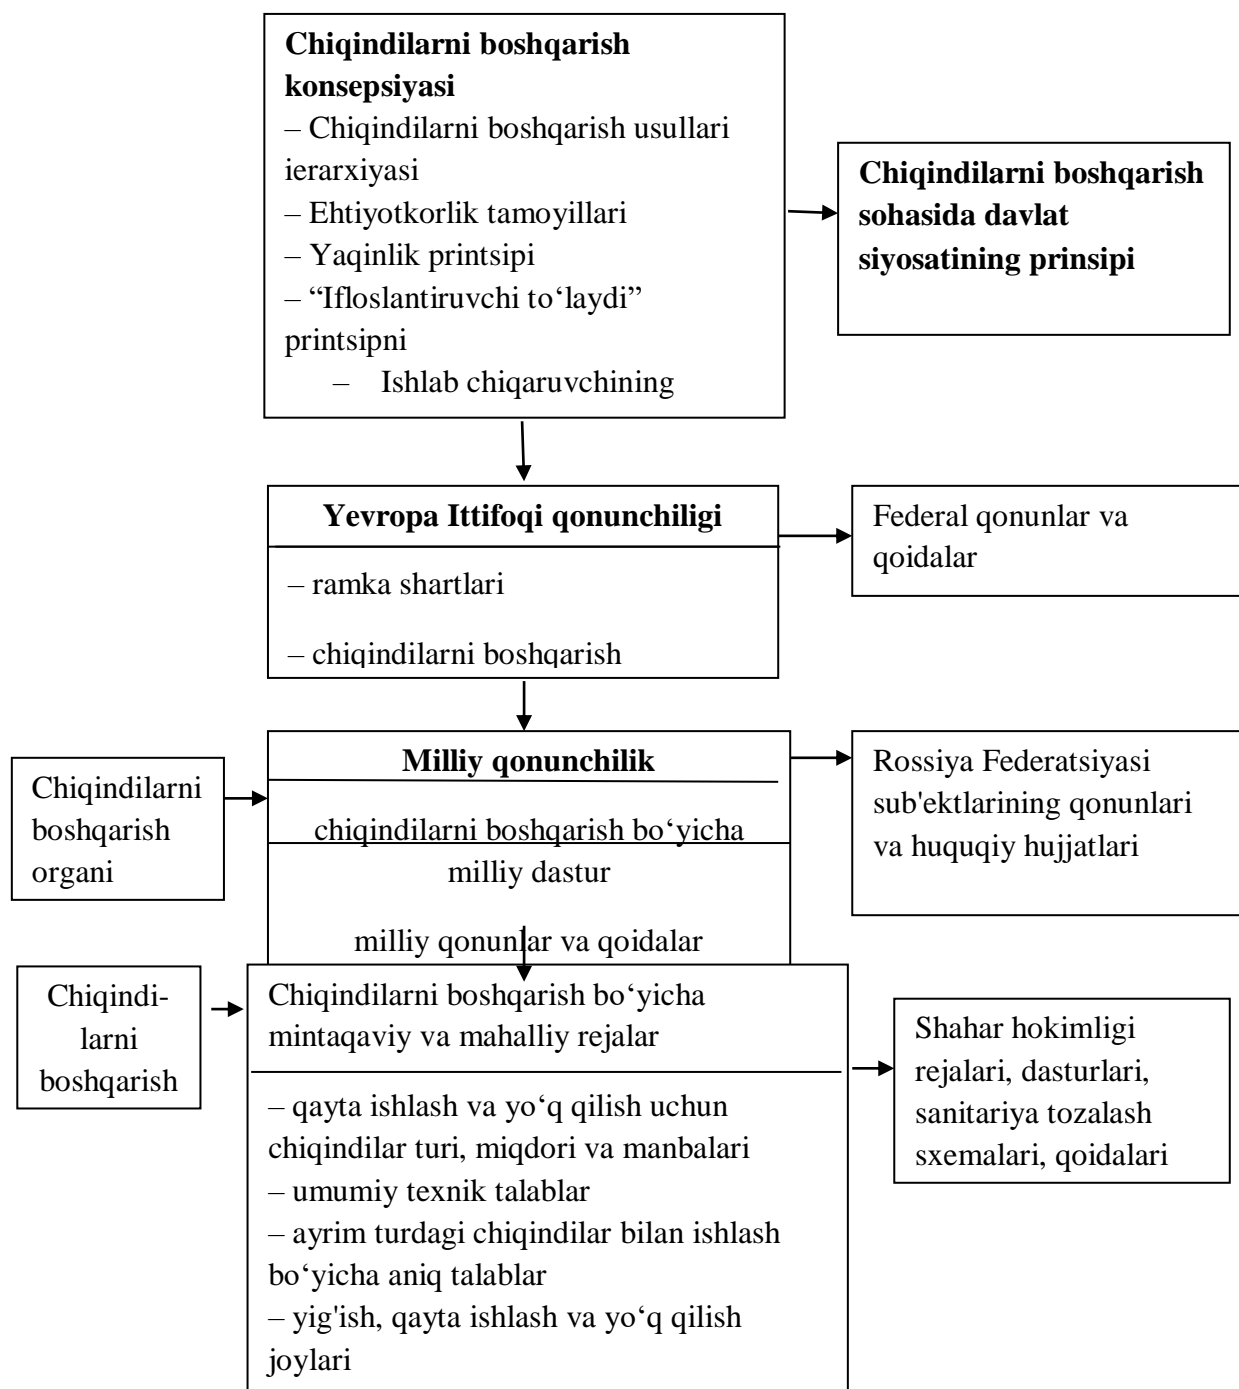 Chiqindilarni boshqarish
konsepsiyasi
– Chiqindilarni boshqarish usullari
ierarxiyasi
– Ehtiyotkorlik tamoyillari
– Yaqinlik printsipi
– “Ifloslantiruvchi to‘laydi”
printsipni
– Ishlab chiqaruvchining
Chiqindilarni boshqarish
sohasida davlat
siyosatining prinsipi
Yevropa Ittifoqi qonunchiligi
– ramka shartlari
– chiqindilarni boshqarish
Federal qonunlar va
qoidalar
Chiqindilarni
boshqarish
organi
Milliy qonunchilik
chiqindilarni boshqarish bo‘yicha
milliy dastur
milliy qonunlar va qoidalar
Rossiya Federatsiyasi
sub'ektlarining qonunlari
va huquqiy hujjatlari
Chiqindi-
larni
boshqarish
Chiqindilarni boshqarish bo‘yicha
mintaqaviy va mahalliy rejalar
– qayta ishlash va yo‘q qilish uchun
chiqindilar turi, miqdori va manbalari
– umumiy texnik talablar
– ayrim turdagi chiqindilar bilan ishlash
bo‘yicha aniq talablar
– yig'ish, qayta ishlash va yo‘q qilish
joylari
Shahar hokimligi
rejalari, dasturlari,
sanitariya tozalash
sxemalari, qoidalari